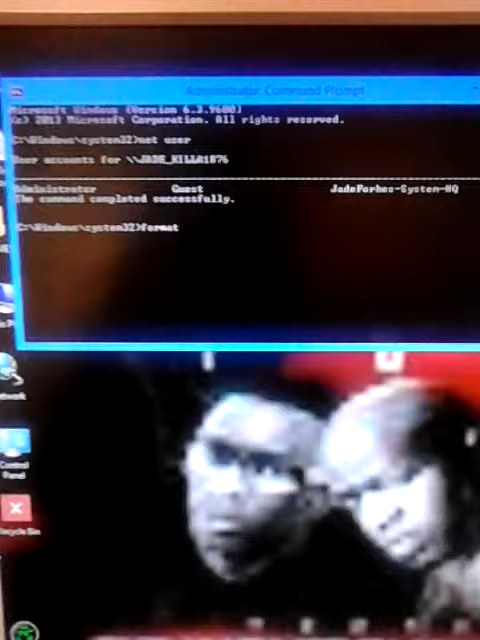 Administrator: Command Prompt
Microsoft Windows [Version 6.3.9600]
(c) 2013 Microsoft Corporation. All rights reserved.
C:\Windows\system32>net user
User accounts for \\JADE_KILLA1876
-------------------------------------------------------------------------------
Administrator Guest JadeForbes-System-HQ
The command completed successfully.
C:\Windows\system32>format
Control
Panel
Recycle Bin